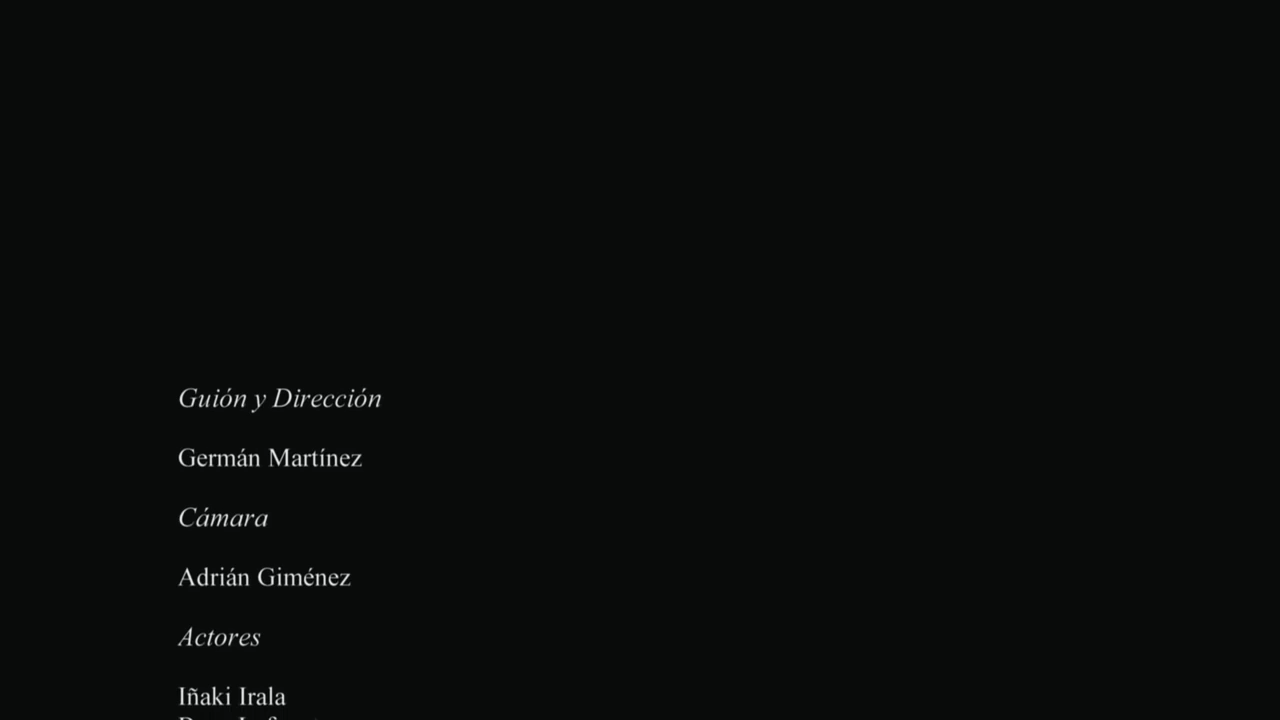 Guión y Dirección
Germán Martínez
Cámara
Adrián Giménez
Actores
Iñaki Irala